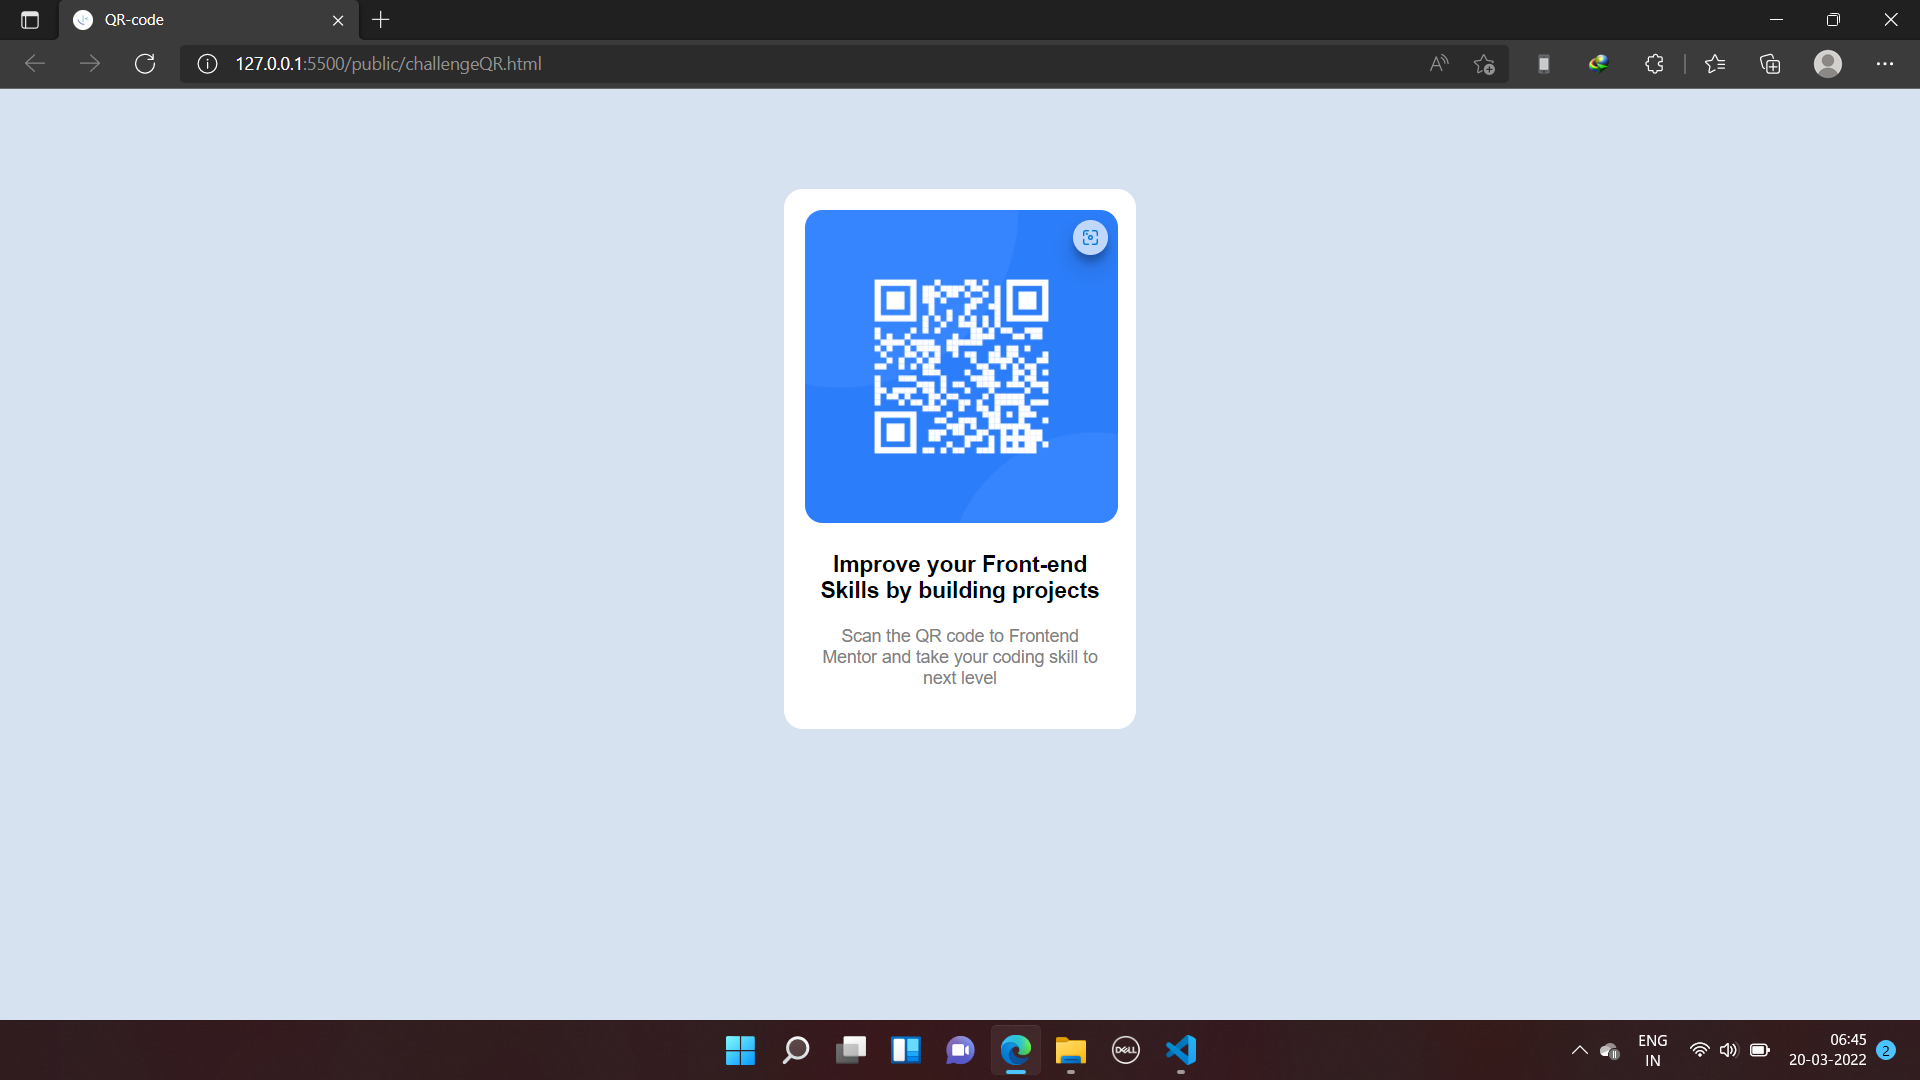 QR-code
127.0.0.1:5500/public/challengeQR.html
Improve your Front-end
Skills by building projects
Scan the QR code to Frontend
Mentor and take your coding skill to
next level
DELL
ENG
IN
06:45
20-03-2022
2